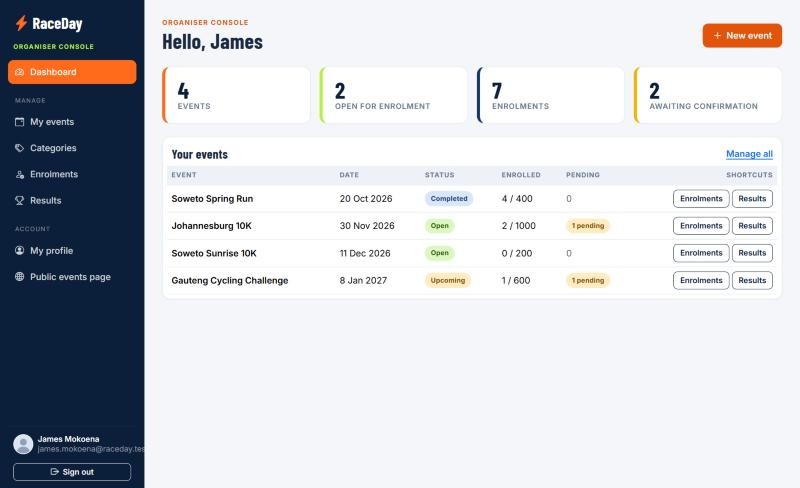 RaceDay
ORGANISER CONSOLE
Dashboard
MANAGE
My events
Categories
Enrolments
Results
ACCOUNT
My profile
Public events page
James Mokoena
james.mokoena@raceday.tes
Sign out
ORGANISER CONSOLE
Hello, James
+ New event
4
EVENTS
2
OPEN FOR ENROLMENT
7
ENROLMENTS
2
AWAITING CONFIRMATION
Your events
Manage all
EVENT DATE STATUS ENROLLED PENDING SHORTCUTS
Soweto Spring Run 20 Oct 2026 Completed 4 / 400 0 Enrolments Results
Johannesburg 10K 30 Nov 2026 Open 2 / 1000 1 pending Enrolments Results
Soweto Sunrise 10K 11 Dec 2026 Open 0 / 200 0 Enrolments Results
Gauteng Cycling Challenge 8 Jan 2027 Upcoming 1 / 600 1 pending Enrolments Results